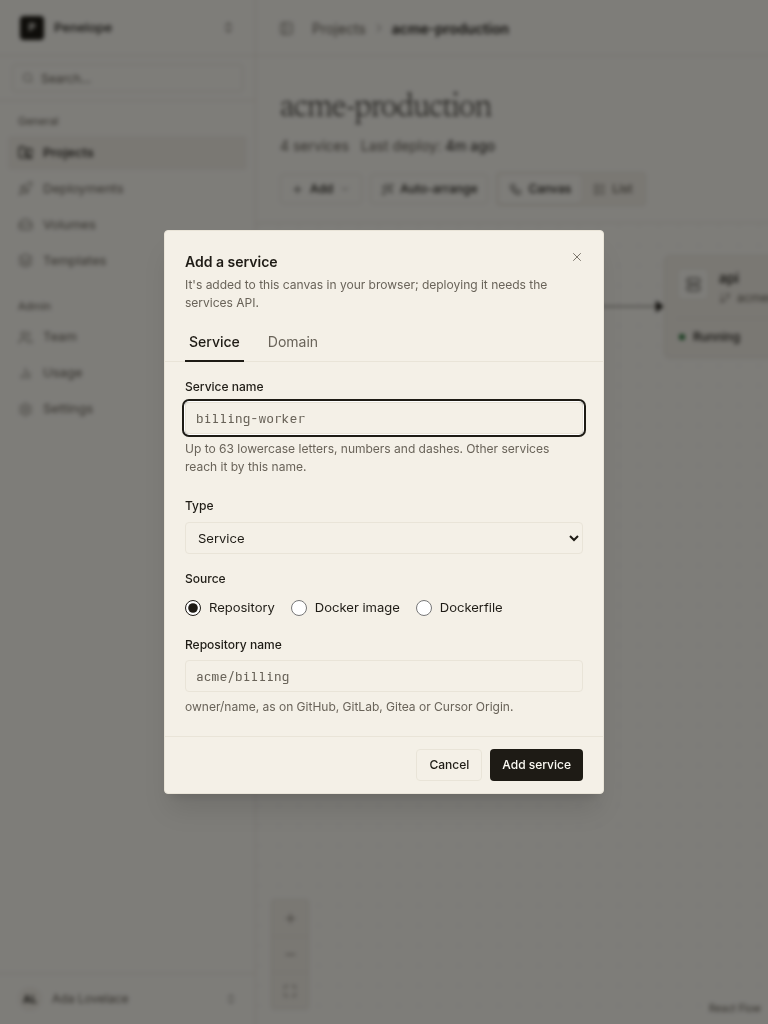 P Penelope
Projects > acme-production
Search...
General
Projects
Deployments
Volumes
Templates
Admin
Team
Usage
Settings
acme-production
4 services Last deploy: 4m ago
Add
Auto-arrange
Canvas
List
api
acme
Running
Add a service
It's added to this canvas in your browser; deploying it needs the
services API.
Service Domain
Service name
billing-worker
Up to 63 lowercase letters, numbers and dashes. Other services
reach it by this name.
Type
Service
Source
Repository Docker image Dockerfile
Repository name
acme/billing
owner/name, as on GitHub, GitLab, Gitea or Cursor Origin.
Cancel Add service
AL Ada Lovelace
React Flow